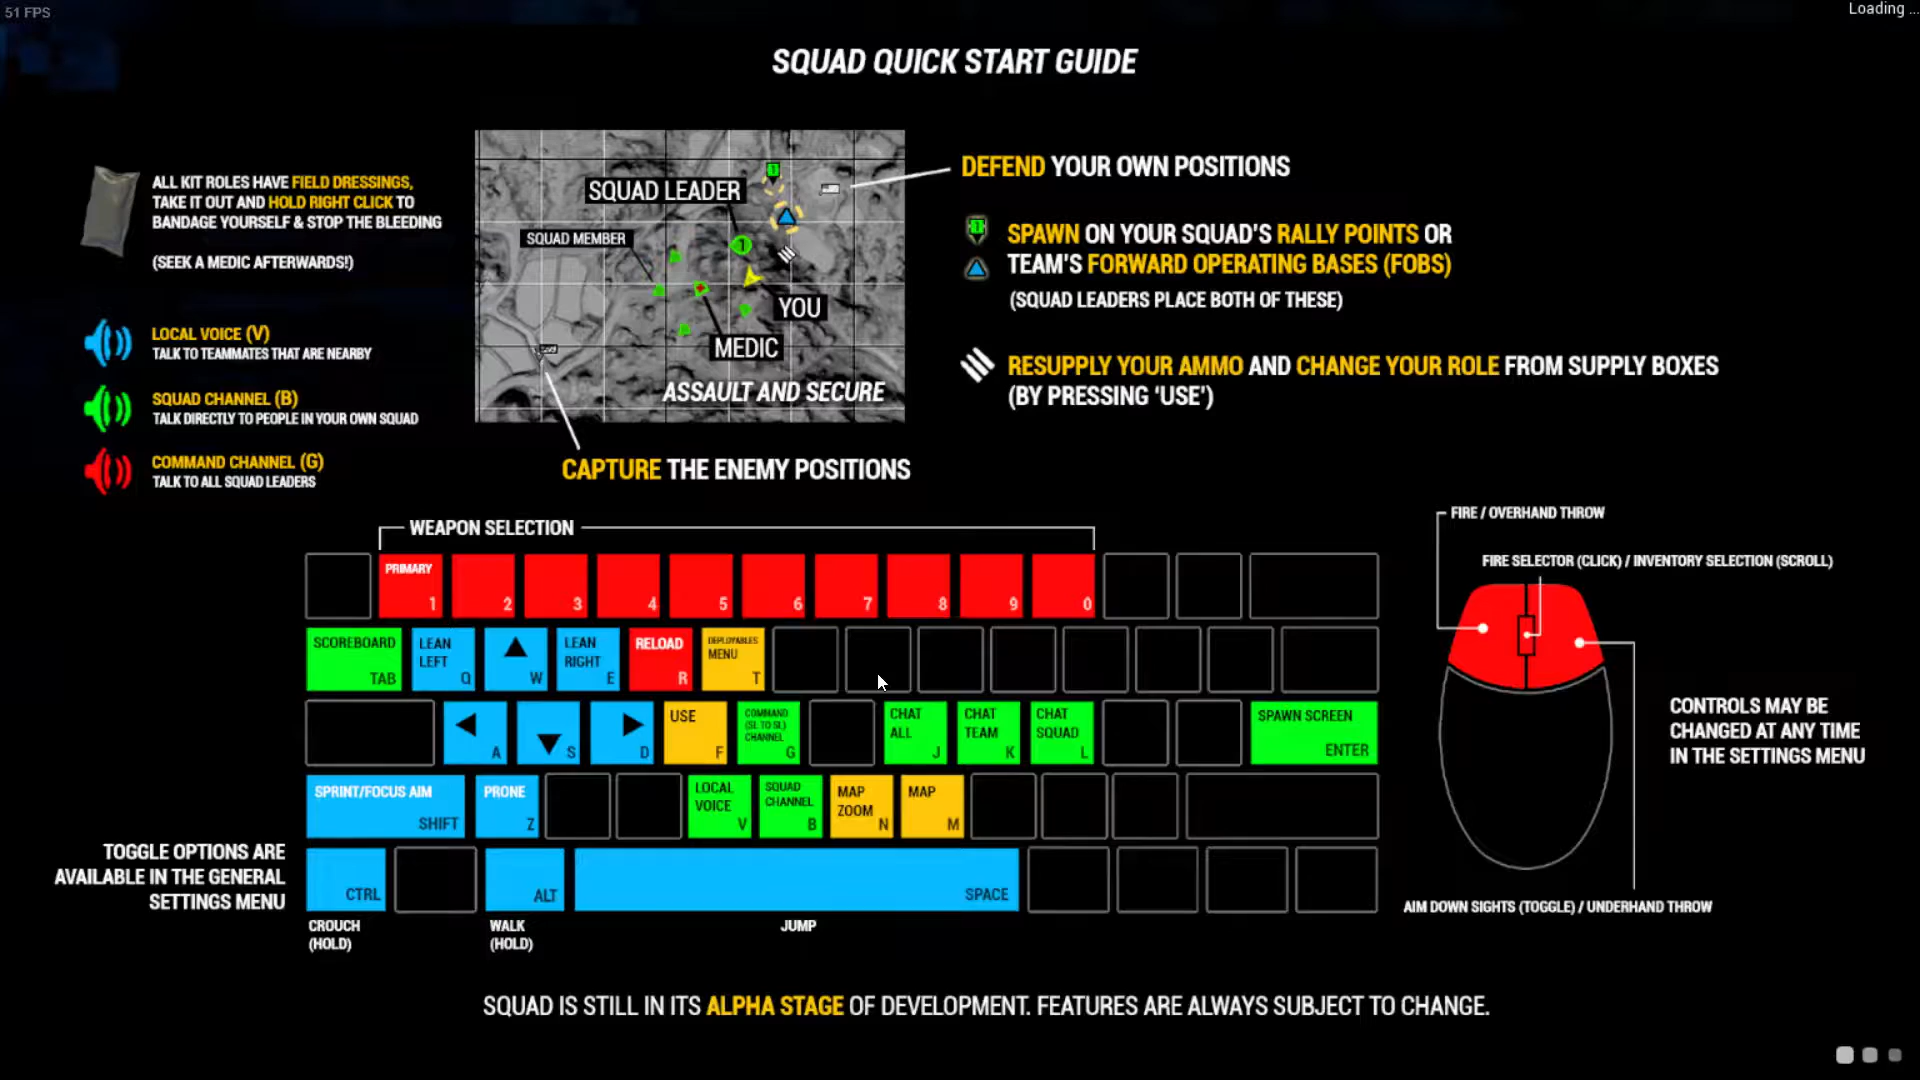 51 FPS
Loading ...
SQUAD QUICK START GUIDE
ALL KIT ROLES HAVE FIELD DRESSINGS,
TAKE IT OUT AND HOLD RIGHT CLICK TO
BANDAGE YOURSELF & STOP THE BLEEDING
(SEEK A MEDIC AFTERWARDS!)
LOCAL VOICE (V)
TALK TO TEAMMATES THAT ARE NEARBY
SQUAD CHANNEL (B)
TALK DIRECTLY TO PEOPLE IN YOUR OWN SQUAD
COMMAND CHANNEL (G)
TALK TO ALL SQUAD LEADERS
1
SQUAD LEADER
SQUAD MEMBER
1
YOU
MEDIC
ASSAULT AND SECURE
CAPTURE THE ENEMY POSITIONS
DEFEND YOUR OWN POSITIONS
1
SPAWN ON YOUR SQUAD'S RALLY POINTS OR
TEAM'S FORWARD OPERATING BASES (FOBS)
(SQUAD LEADERS PLACE BOTH OF THESE)
RESUPPLY YOUR AMMO AND CHANGE YOUR ROLE FROM SUPPLY BOXES
(BY PRESSING 'USE')
WEAPON SELECTION
PRIMARY
1
2
3
4
5
6
7
8
9
0
SCOREBOARD
TAB
LEAN
LEFT
Q
W
LEAN
RIGHT
E
RELOAD
R
DEPLOYABLES
MENU
T
A
S
D
USE
F
COMMAND
(SL TO SL)
CHANNEL
G
CHAT
ALL
J
CHAT
TEAM
K
CHAT
SQUAD
L
SPAWN SCREEN
ENTER
SPRINT/FOCUS AIM
SHIFT
PRONE
Z
LOCAL
VOICE
V
SQUAD
CHANNEL
B
MAP
ZOOM
N
MAP
M
CTRL
ALT
SPACE
CROUCH
(HOLD)
WALK
(HOLD)
JUMP
TOGGLE OPTIONS ARE
AVAILABLE IN THE GENERAL
SETTINGS MENU
FIRE / OVERHAND THROW
FIRE SELECTOR (CLICK) / INVENTORY SELECTION (SCROLL)
CONTROLS MAY BE
CHANGED AT ANY TIME
IN THE SETTINGS MENU
AIM DOWN SIGHTS (TOGGLE) / UNDERHAND THROW
SQUAD IS STILL IN ITS ALPHA STAGE OF DEVELOPMENT. FEATURES ARE ALWAYS SUBJECT TO CHANGE.